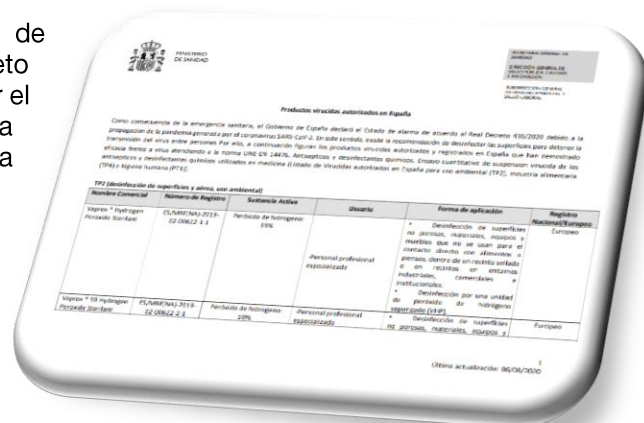 de
eto
r el
a
a
MINISTERIO
DE SANIDAD
SECRETARIA GENERAL DE
SANIDAD
DIRECCIÓN GENERAL DE
SALUD PÚBLICA, CALIDAD
E INNOVACIÓN
SUBDIRECCIÓN GENERAL
DE SANIDAD AMBIENTAL Y
SALUD LABORAL
Productos virucidas autorizados en España
Como consecuencia de la emergencia sanitaria, el Gobierno de España declaró el Estado de alarma de acuerdo al Real Decreto 436/2020 debido a la
propagación de la pandemia generada por el coronavirus SARS-CoV-2. En este sentido, existe la recomendación de desinfectar las superficies para detener la
transmisión del virus entre personas. Por ello, a continuación figuran los productos virucidas autorizados y registrados en España que han demostrado
eficacia frente a virus atendiendo a la norma UNE-EN 14476. Antisépticos y desinfectantes químicos. Ensayo cuantitativo de suspensión virucida de los
antisépticos y desinfectantes químicos utilizados en medicina (Listado de Virucidas autorizados en España para uso ambiental (TP2), industria alimentaria
(TP4) e higiene humana (PT1)).
TP2 (desinfección de superficies y aérea, uso ambiental)
Nombre Comercial Número de Registro Sustancia Activa Usuario Forma de aplicación Registro
Nacional/Europeo
Vaprox ® Hydrogen
Peroxide Sterilant
ES/MRF(NA)-2019-
02-00622-1-1
Peróxido de hidrógeno:
35%
-Personal profesional
especializado
• Desinfección de superficies
no porosas, materiales, equipos y
muebles que no se usan para el
contacto directo con alimentos o
piensos, dentro de un recinto sellado
o en recintos en entornos
industriales, comerciales e
institucionales.
• Desinfección por una unidad
de peróxido de hidrógeno
vaporizado (VHP)
Europeo
Vaprox ® 59 Hydrogen
Peroxide Sterilant
ES/MRF(NA)-2019-
02-00622-2-1
Peróxido de hidrógeno:
59%
-Personal profesional
especializado
• Desinfección de superficies
no porosas, materiales, equipos y
Europeo
1
Última actualización: 06/08/2020